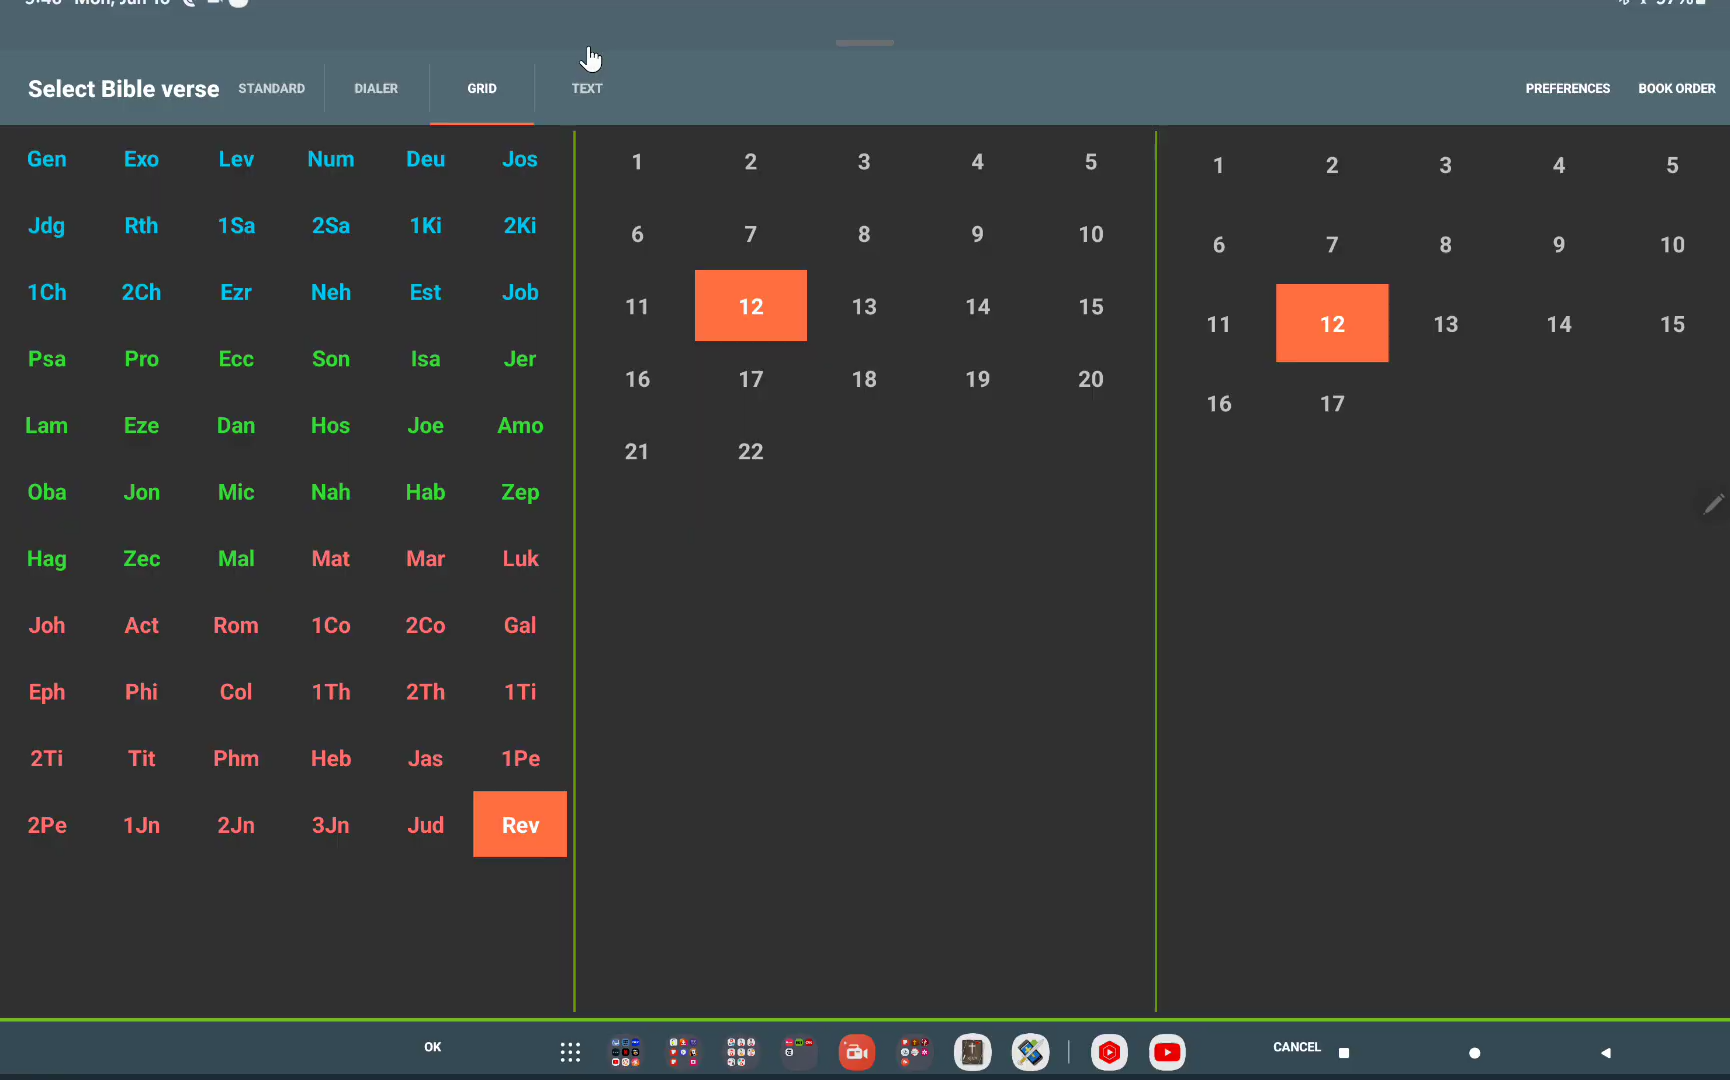 Select Bible verse STANDARD DIALER GRID TEXT PREFERENCES BOOK ORDER
Gen Exo Lev Num Deu Jos
Jdg Rth 1Sa 2Sa 1Ki 2Ki
1Ch 2Ch Ezr Neh Est Job
Psa Pro Ecc Son Isa Jer
Lam Eze Dan Hos Joe Amo
Oba Jon Mic Nah Hab Zep
Hag Zec Mal Mat Mar Luk
Joh Act Rom 1Co 2Co Gal
Eph Phi Col 1Th 2Th 1Ti
2Ti Tit Phm Heb Jas 1Pe
2Pe 1Jn 2Jn 3Jn Jud Rev
1 2 3 4 5
6 7 8 9 10
11 12 13 14 15
16 17 18 19 20
21 22
1 2 3 4 5
6 7 8 9 10
11 12 13 14 15
16 17
OK CANCEL